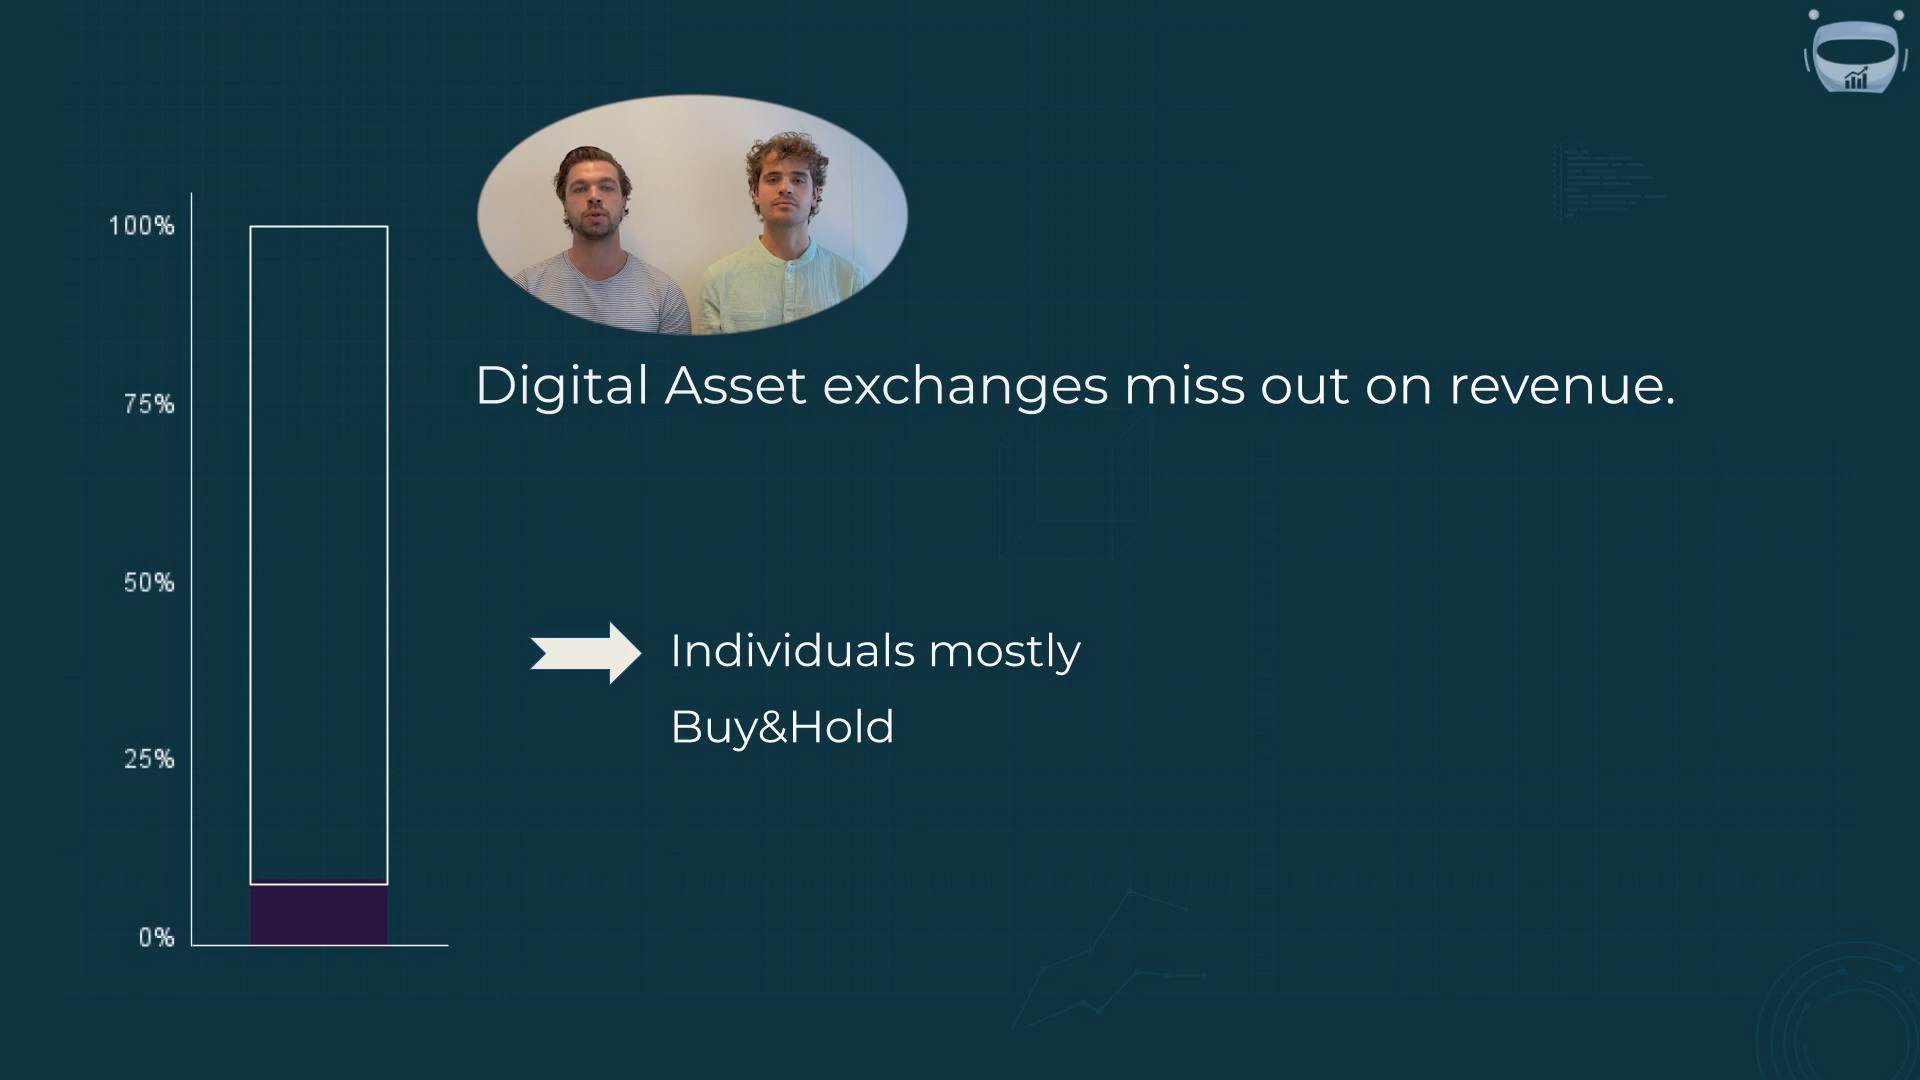 100%
75%
50%
25%
0%
Digital Asset exchanges miss out on revenue.
Individuals mostly
Buy&Hold